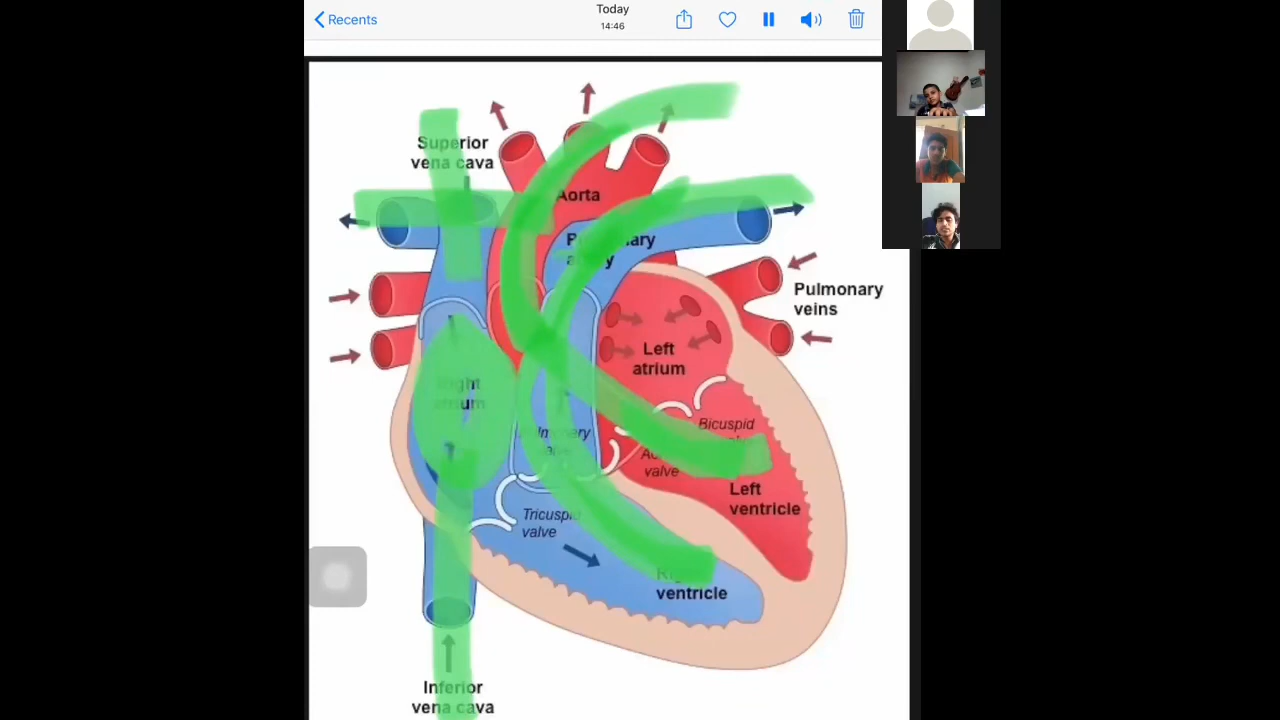 Recents
Today
14:46
Superior
vena cava
Aorta
Pulmonary
veins
Left
atrium
Bicuspid
valve
Left
ventricle
Tricuspid
valve
ventricle
Inferior
vena cava